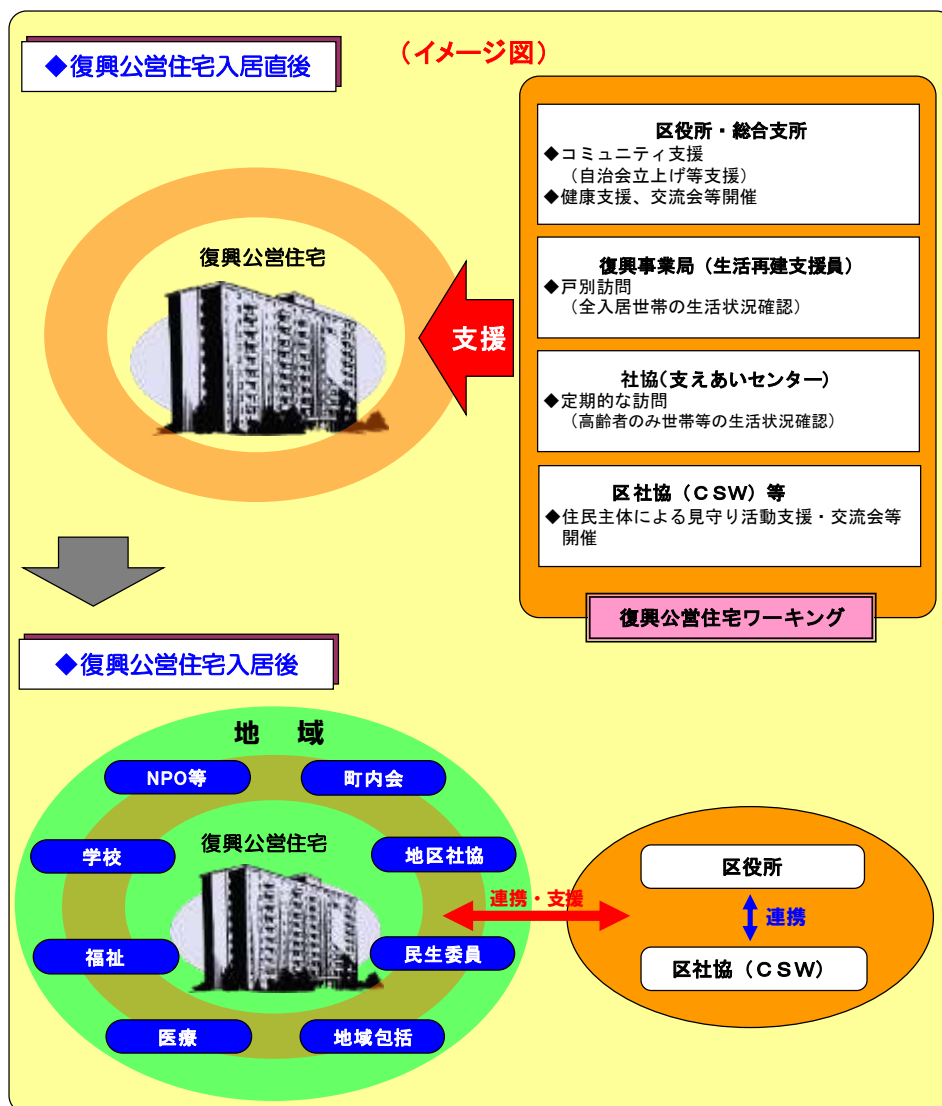 （イメージ図）
◆復興公営住宅入居直後
復興公営住宅
支援
区役所・総合支所
◆コミュニティ支援
（自治会立上げ等支援）
◆健康支援、交流会等開催
復興事業局（生活再建支援員）
◆戸別訪問
（全入居世帯の生活状況確認）
社協（支えあいセンター）
◆定期的な訪問
（高齢者のみ世帯等の生活状況確認）
区社協（ＣＳＷ）等
◆住民主体による見守り活動支援・交流会等
開催
復興公営住宅ワーキング
◆復興公営住宅入居後
地　域
NPO等
町内会
学校
復興公営住宅
地区社協
福祉
民生委員
医療
地域包括
連携・支援
区役所
連携
区社協（ＣＳＷ）